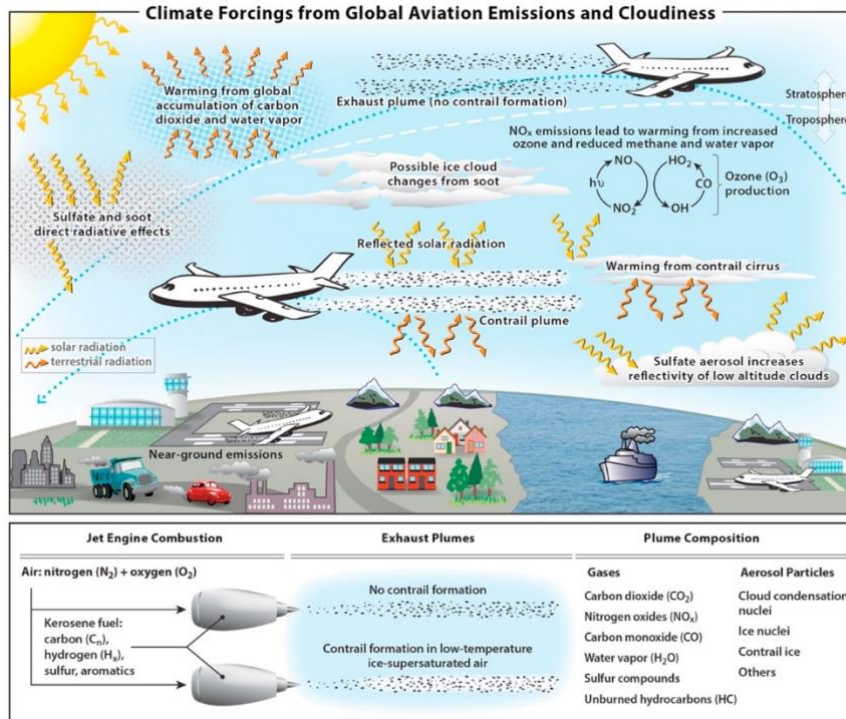 Climate Forcings from Global Aviation Emissions and Cloudiness
Warming from global
accumulation of carbon
dioxide and water vapor
Exhaust plume (no contrail formation)
Stratosphere
Troposphere
NOx emissions lead to warming from increased
ozone and reduced methane and water vapor
Possible ice cloud
changes from soot
NO
HO2
hυ
CO
Ozone (O3)
production
NO2
OH
Sulfate and soot
direct radiative effects
Reflected solar radiation
Warming from contrail cirrus
Contrail plume
solar radiation
terrestrial radiation
Sulfate aerosol increases
reflectivity of low altitude clouds
Near-ground emissions
Jet Engine Combustion
Air: nitrogen (N2) + oxygen (O2)
Kerosene fuel:
carbon (Cn),
hydrogen (Hx),
sulfur, aromatics
Exhaust Plumes
No contrail formation
Contrail formation in low-temperature
ice-supersaturated air
Plume Composition
Gases
Carbon dioxide (CO2)
Nitrogen oxides (NOx)
Carbon monoxide (CO)
Water vapor (H2O)
Sulfur compounds
Unburned hydrocarbons (HC)
Aerosol Particles
Cloud condensation
nuclei
Ice nuclei
Contrail ice
Others